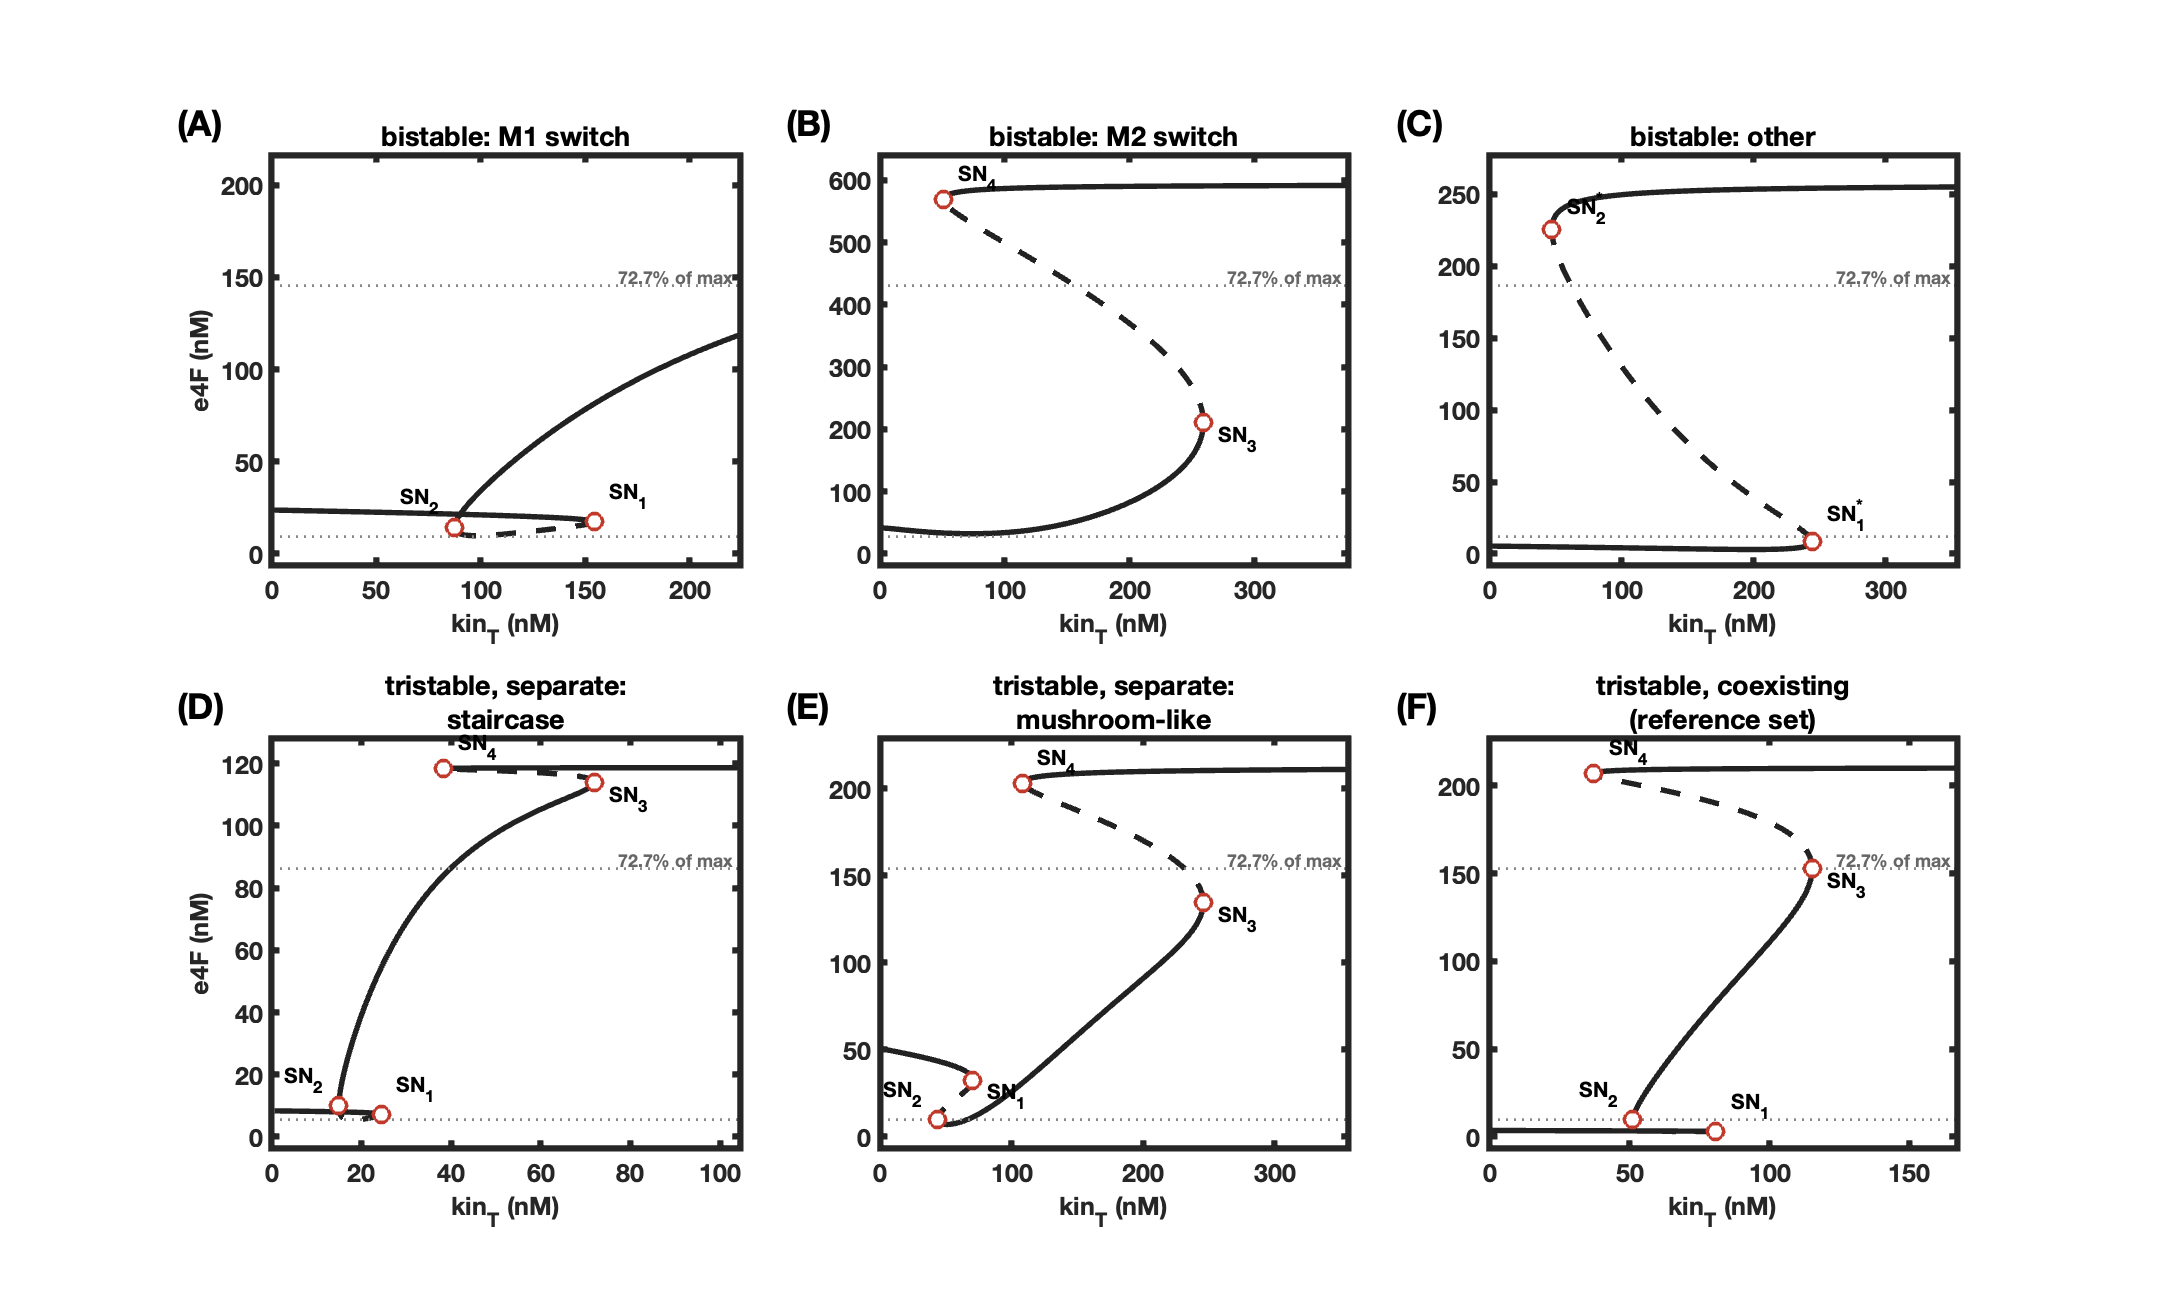 (A)
bistable: M1 switch
200
150
100
50
0
e4F (nM)
72.7% of max
SN2
SN1
0 50 100 150 200
kinT (nM)
(B)
bistable: M2 switch
600
500
400
300
200
100
0
SN4
72.7% of max
SN3
0 100 200 300
kinT (nM)
(C)
bistable: other
250
200
150
100
50
0
SN2*
72.7% of max
SN1*
0 100 200 300
kinT (nM)
(D)
tristable, separate:
staircase
120
100
80
60
40
20
0
e4F (nM)
SN4
SN3
72.7% of max
SN2
SN1
0 20 40 60 80 100
kinT (nM)
(E)
tristable, separate:
mushroom-like
200
150
100
50
0
SN4
72.7% of max
SN3
SN2
SN1
0 100 200 300
kinT (nM)
(F)
tristable, coexisting
(reference set)
200
150
100
50
0
SN4
72.7% of max
SN3
SN2
SN1
0 50 100 150
kinT (nM)